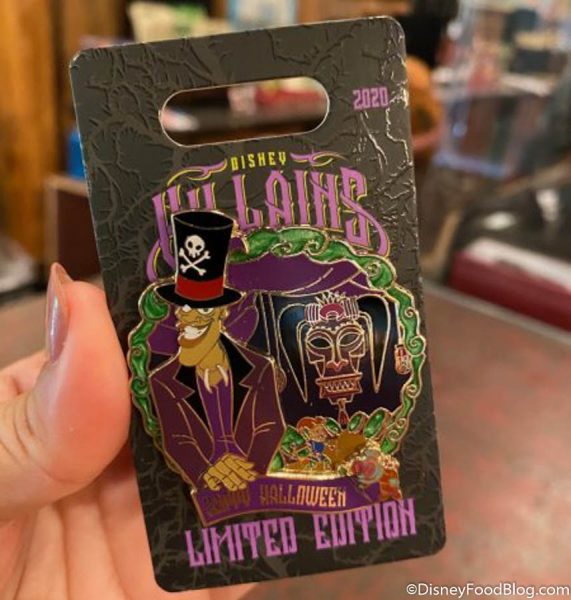 2020
DISNEY
VILLAINS
HAPPY HALLOWEEN
LIMITED EDITION
©DisneyFoodBlog.com